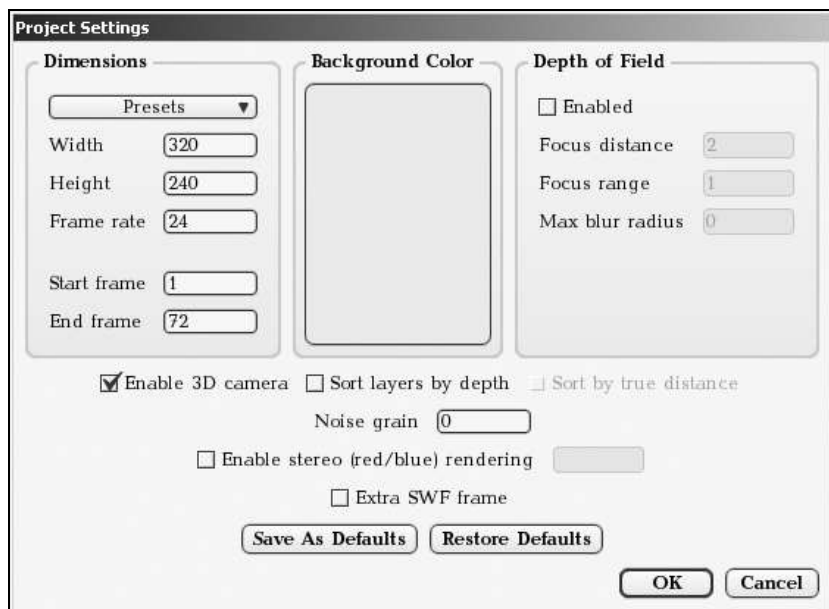 Project Settings
Dimensions
Presets
Width 320
Height 240
Frame rate 24
Start frame 1
End frame 72
Background Color
Depth of Field
Enabled
Focus distance 2
Focus range 1
Max blur radius 0
Enable 3D camera Sort layers by depth Sort by true distance
Noise grain 0
Enable stereo (red/blue) rendering
Extra SWF frame
Save As Defaults Restore Defaults
OK Cancel